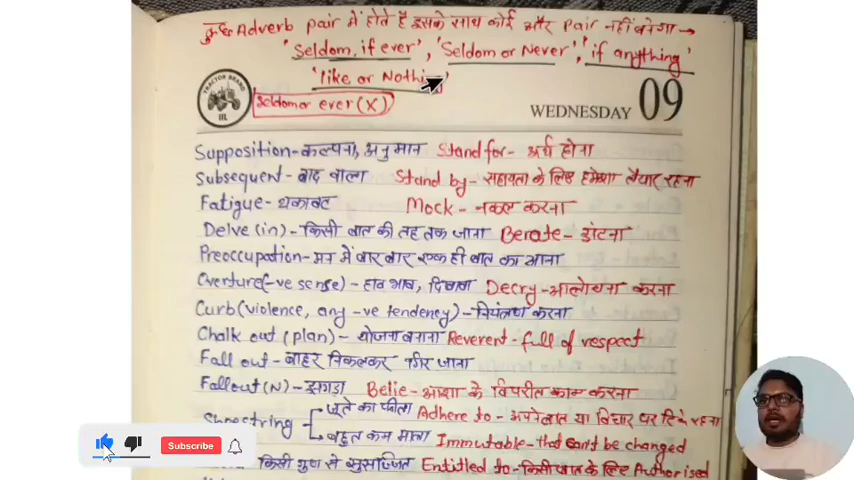 कुछ Adverb pair में होते हैं इसके साथ कोई और pair नहीं बनेगा →
'Seldom, if ever', 'Seldom or Never', 'if anything'
'like or Nothing'
Seldom or ever (X)
TRACTOR BRAND
WEDNESDAY 09
Supposition - कल्पना, अनुमान Stand for - अर्थ होना
Subsequent - बाद वाला Stand by - सहायता के लिए हमेशा तैयार रहना
Fatigue - थकावट Mock - नकल करना
Delve (in) - किसी बात की तह तक जाना Berate - डांटना
Preoccupation - मन में बार बार एक ही बात का आना
Overture (-ve sense) - हाव भाव, दिखावा Decry - आलोचना करना
Curb (violence, any -ve tendency) - नियंत्रण करना
Chalk out (plan) - योजना बनाना Reverent - full of respect
Fall out - बाहर निकलकर गिर जाना
Fallout (N) - झगड़ा Belie - आशा के विपरीत काम करना
Shoestring जूते का फीता Adhere to - अपने बात या विचार पर टिके रहना
बहुत कम मात्रा Immutable - that can't be changed
किसी गुण से सुसज्जित Entitled to - किसी बात के लिए Authorised
Subscribe